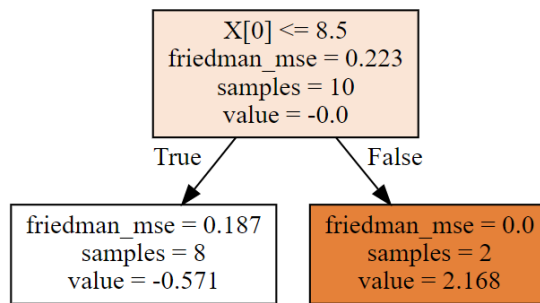 X[0] <= 8.5
friedman_mse = 0.223
samples = 10
value = -0.0
True
False
friedman_mse = 0.187
samples = 8
value = -0.571
friedman_mse = 0.0
samples = 2
value = 2.168